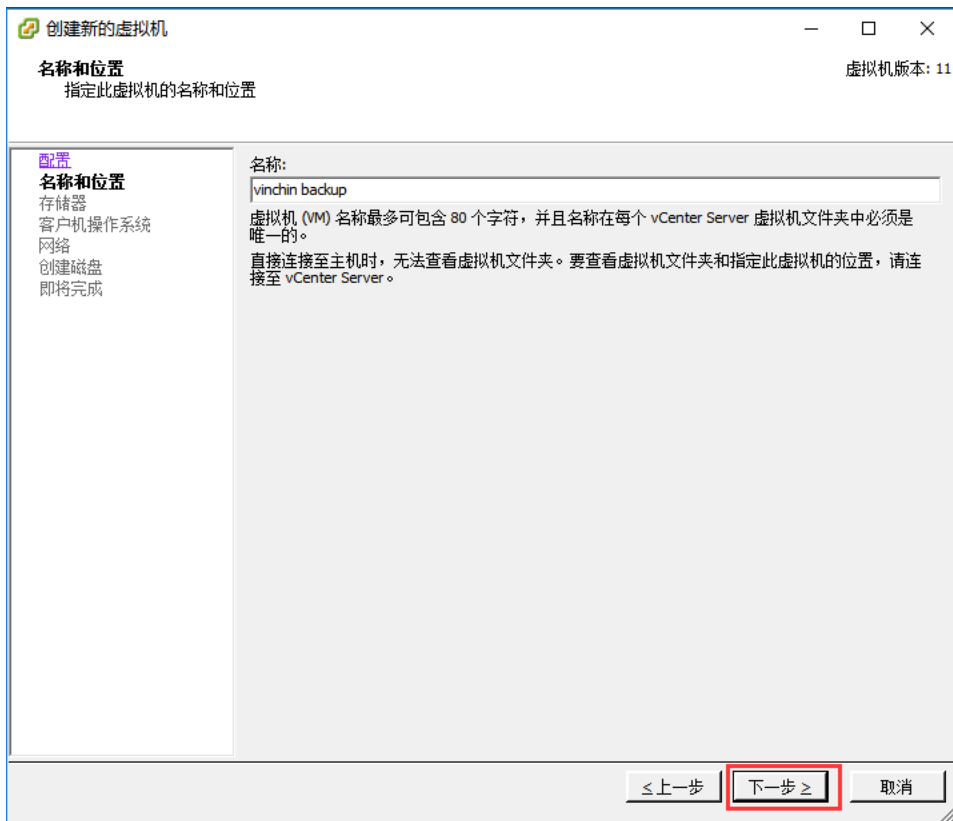 创建新的虚拟机
名称和位置
指定此虚拟机的名称和位置
虚拟机版本: 11
配置
名称和位置
存储器
客户机操作系统
网络
创建磁盘
即将完成
名称:
vinchin backup
虚拟机 (VM) 名称最多可包含 80 个字符，并且名称在每个 vCenter Server 虚拟机文件夹中必须是
唯一的。
直接连接至主机时，无法查看虚拟机文件夹。要查看虚拟机文件夹和指定此虚拟机的位置，请连
接至 vCenter Server。
≤上一步
下一步 ≥
取消